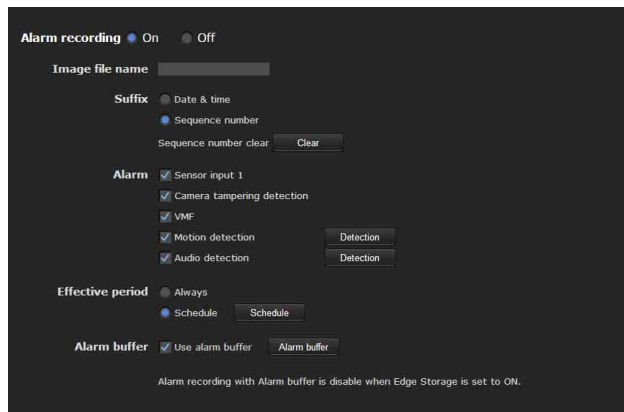 Alarm recording On Off
Image file name
Suffix Date & time
Sequence number
Sequence number clear Clear
Alarm Sensor input 1
Camera tampering detection
VMF
Motion detection Detection
Audio detection Detection
Effective period Always
Schedule Schedule
Alarm buffer Use alarm buffer Alarm buffer
Alarm recording with Alarm buffer is disable when Edge Storage is set to ON.